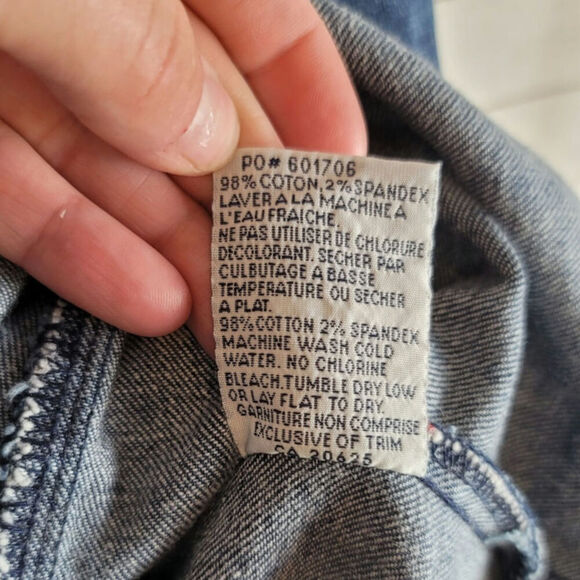 PO# 601706
98% COTON, 2% SPANDEX
LAVER A LA MACHINE A
L'EAU FRAICHE.
NE PAS UTILISER DE CHLORURE
DECOLORANT. SECHER PAR
CULBUTAGE A BASSE
TEMPERATURE OU SECHER
A PLAT.
98% COTTON 2% SPANDEX
MACHINE WASH COLD
WATER. NO CHLORINE
BLEACH. TUMBLE DRY LOW
OR LAY FLAT TO DRY.
GARNITURE NON COMPRISE
EXCLUSIVE OF TRIM
CA 20625